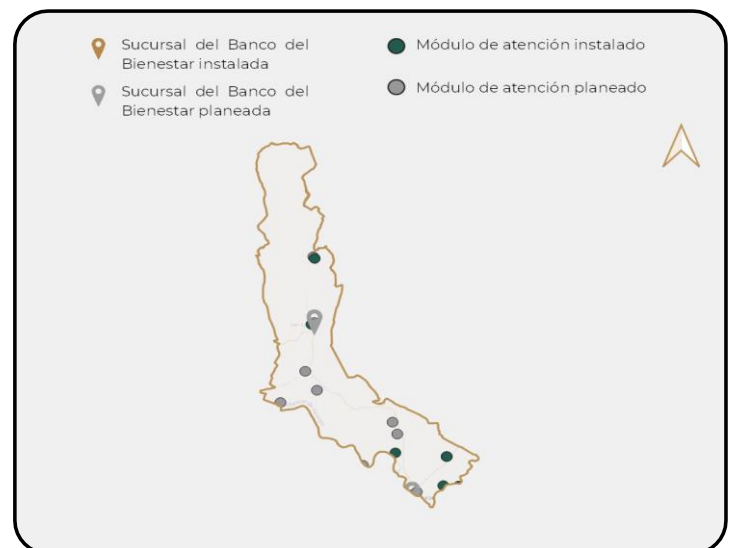 Sucursal del Banco del
Bienestar instalada
Sucursal del Banco del
Bienestar planeada
Módulo de atención instalado
Módulo de atención planeado